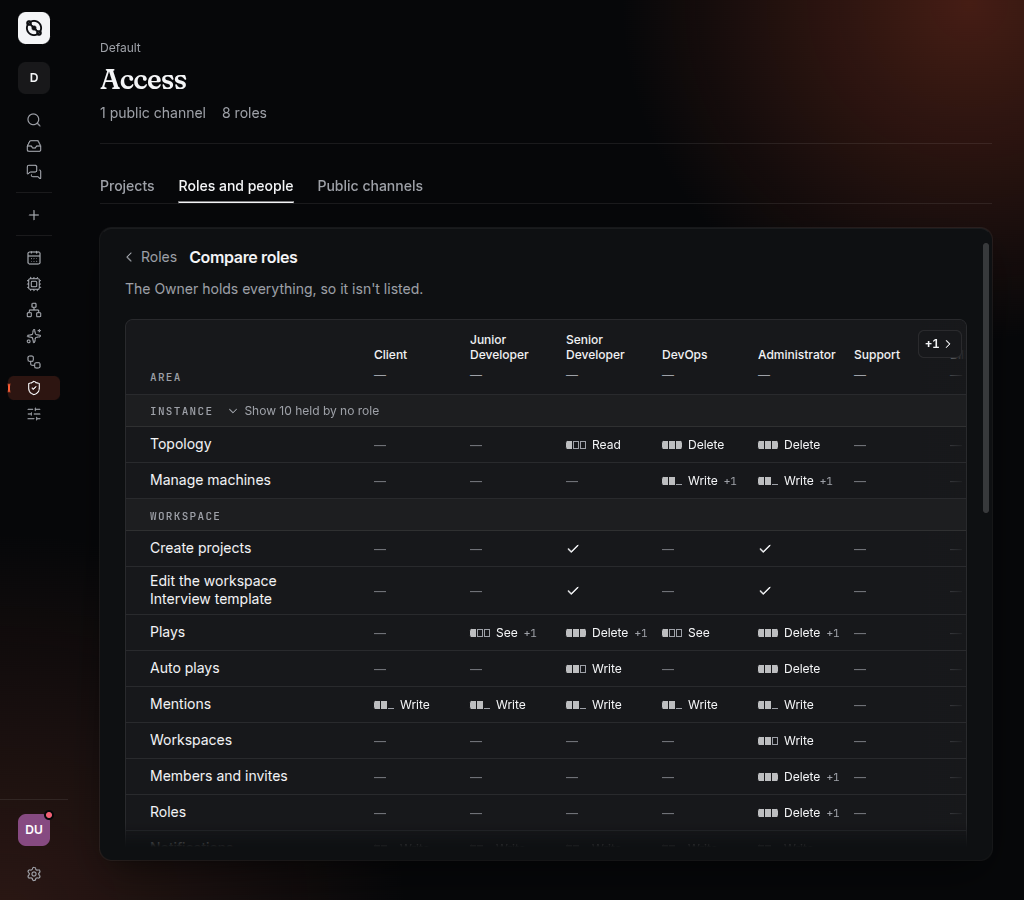 D
Default
Access
1 public channel 8 roles
Projects Roles and people Public channels
Roles Compare roles
The Owner holds everything, so it isn't listed.
AREA Client Junior Developer Senior Developer DevOps Administrator Support +1
— — — — — — —
INSTANCE Show 10 held by no role
Topology — — Read Delete Delete — —
Manage machines — — — Write +1 Write +1 — —
WORKSPACE
Create projects — — ✓ — ✓ — —
Edit the workspace
Interview template — — ✓ — ✓ — —
Plays — See +1 Delete +1 See Delete +1 — —
Auto plays — — Write — Delete — —
Mentions Write Write Write Write Write — —
Workspaces — — — — Write — —
Members and invites — — — — Delete +1 — —
Roles — — — — Delete +1 — —
DU